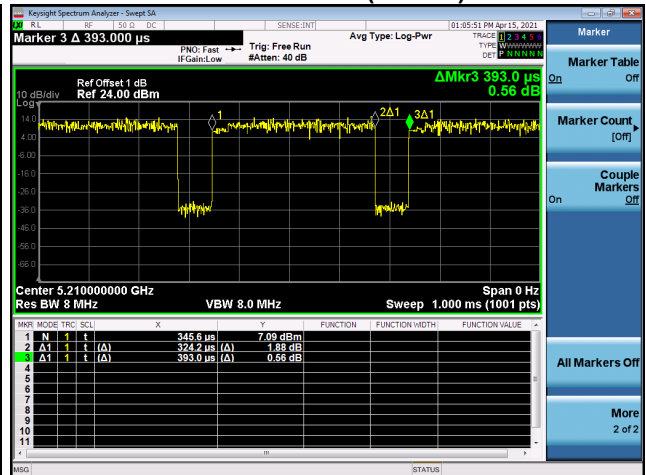 Keysight Spectrum Analyzer - Swept SA
RL RF 50 Ω DC SENSE:INT 01:05:51 PM Apr 15, 2021
Marker 3 Δ 393.000 µs Avg Type: Log-Pwr TRACE 1 2 3 4 5 6
PNO: Fast Trig: Free Run TYPE WWWWWW
IFGain:Low #Atten: 40 dB DET P N N N N N
Ref Offset 1 dB ΔMkr3 393.0 µs
10 dB/div Ref 24.00 dBm 0.56 dB
Log
14.0
4.00
-6.00
-16.0
-26.0
-36.0
-46.0
-56.0
-66.0
1
2Δ1
3Δ1
Center 5.210000000 GHz Span 0 Hz
Res BW 8 MHz VBW 8.0 MHz Sweep 1.000 ms (1001 pts)
MKR MODE TRC SCL X Y FUNCTION FUNCTION WIDTH FUNCTION VALUE
1 N 1 t 345.6 µs 7.09 dBm
2 Δ1 1 t (Δ) 324.2 µs (Δ) 1.88 dB
3 Δ1 1 t (Δ) 393.0 µs (Δ) 0.56 dB
4
5
6
7
8
9
10
11
MSG STATUS
Marker
Marker Table
On Off
Marker Count
[Off]
Couple
Markers
On Off
All Markers Off
More
2 of 2